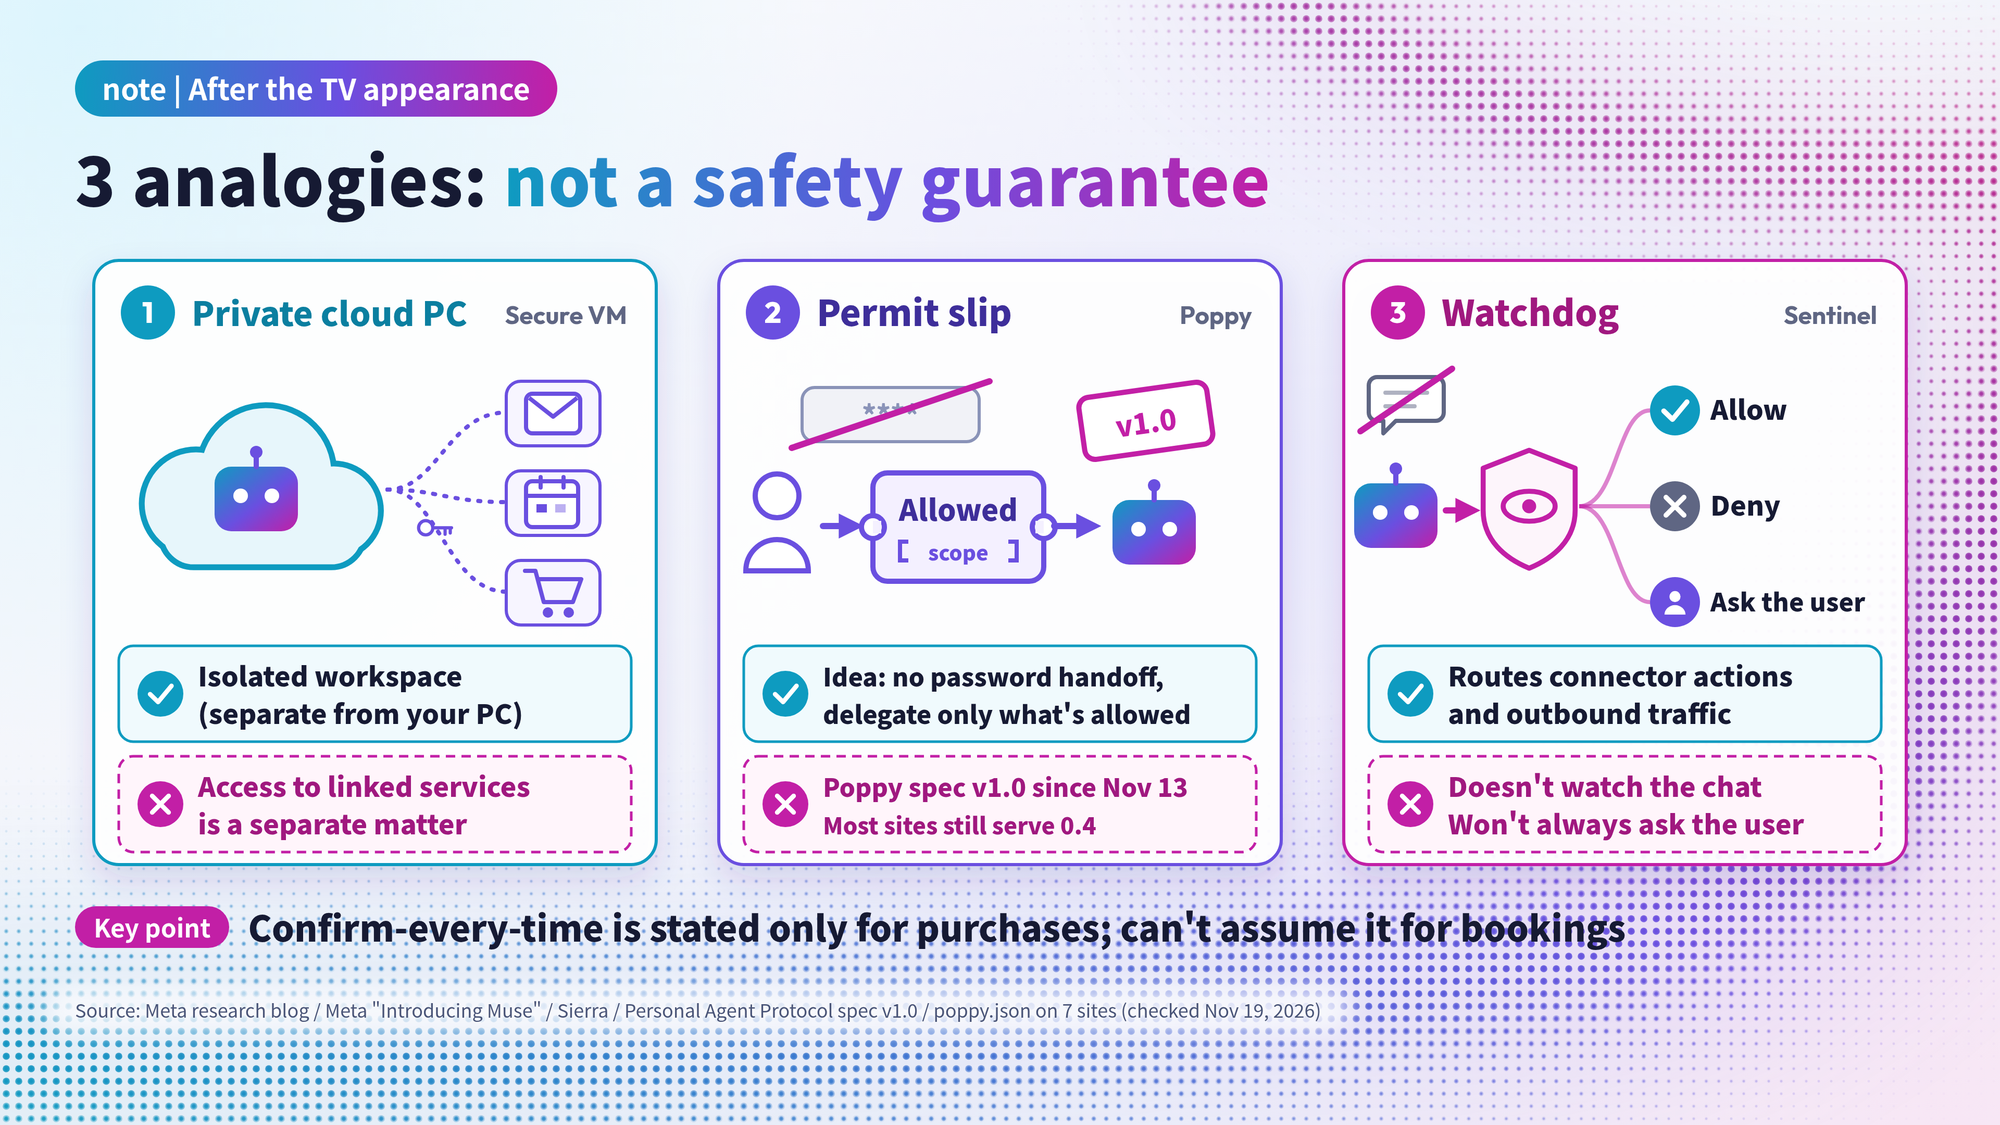 note | After the TV appearance
3 analogies: not a safety guarantee
1 Private cloud PC Secure VM
Isolated workspace
(separate from your PC)
Access to linked services
is a separate matter
2 Permit slip Poppy
****
v1.0
Allowed
[ scope ]
Idea: no password handoff,
delegate only what's allowed
Poppy spec v1.0 since Nov 13
Most sites still serve 0.4
3 Watchdog Sentinel
Allow
Deny
Ask the user
Routes connector actions
and outbound traffic
Doesn't watch the chat
Won't always ask the user
Key point Confirm-every-time is stated only for purchases; can't assume it for bookings
Source: Meta research blog / Meta "Introducing Muse" / Sierra / Personal Agent Protocol spec v1.0 / poppy.json on 7 sites (checked Nov 19, 2026)